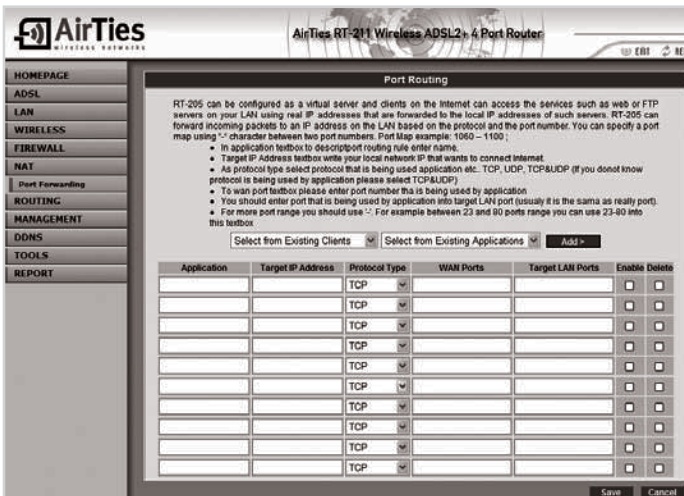 AirTies
wireless networks
AirTies RT-211 Wireless ADSL2+ 4 Port Router
EXIT
HOMEPAGE
ADSL
LAN
WIRELESS
FIREWALL
NAT
Port Forwarding
ROUTING
MANAGEMENT
DDNS
TOOLS
REPORT
Port Routing
RT-205 can be configured as a virtual server and clients on the Internet can access the services such as web or FTP
servers on your LAN using real IP addresses that are forwarded to the local IP addresses of such servers. RT-205 can
forward incoming packets to an IP address on the LAN based on the protocol and the port number. You can specify a port
map using "-" character between two port numbers. Port Map example: 1060 – 1100 ;
• In application textbox to descriptport routing rule enter name.
• Target IP Address textbox write your local network IP that wants to connect Internet.
• As protocol type select protocol that is being used application etc.. TCP, UDP, TCP&UDP (If you donot know
protocol is being used by application please select TCP&UDP)
• To wan port textbox please enter port number tha is being used by application
• You should enter port that is being used by application into target LAN port (usualy it is the sama as really port).
• For more port range you should use '-'. For example between 23 and 80 ports range you can use 23-80 into
this textbox
Select from Existing Clients Select from Existing Applications Add >
Application Target IP Address Protocol Type WAN Ports Target LAN Ports Enable Delete
TCP
TCP
TCP
TCP
TCP
TCP
TCP
TCP
TCP
TCP
Save Cancel